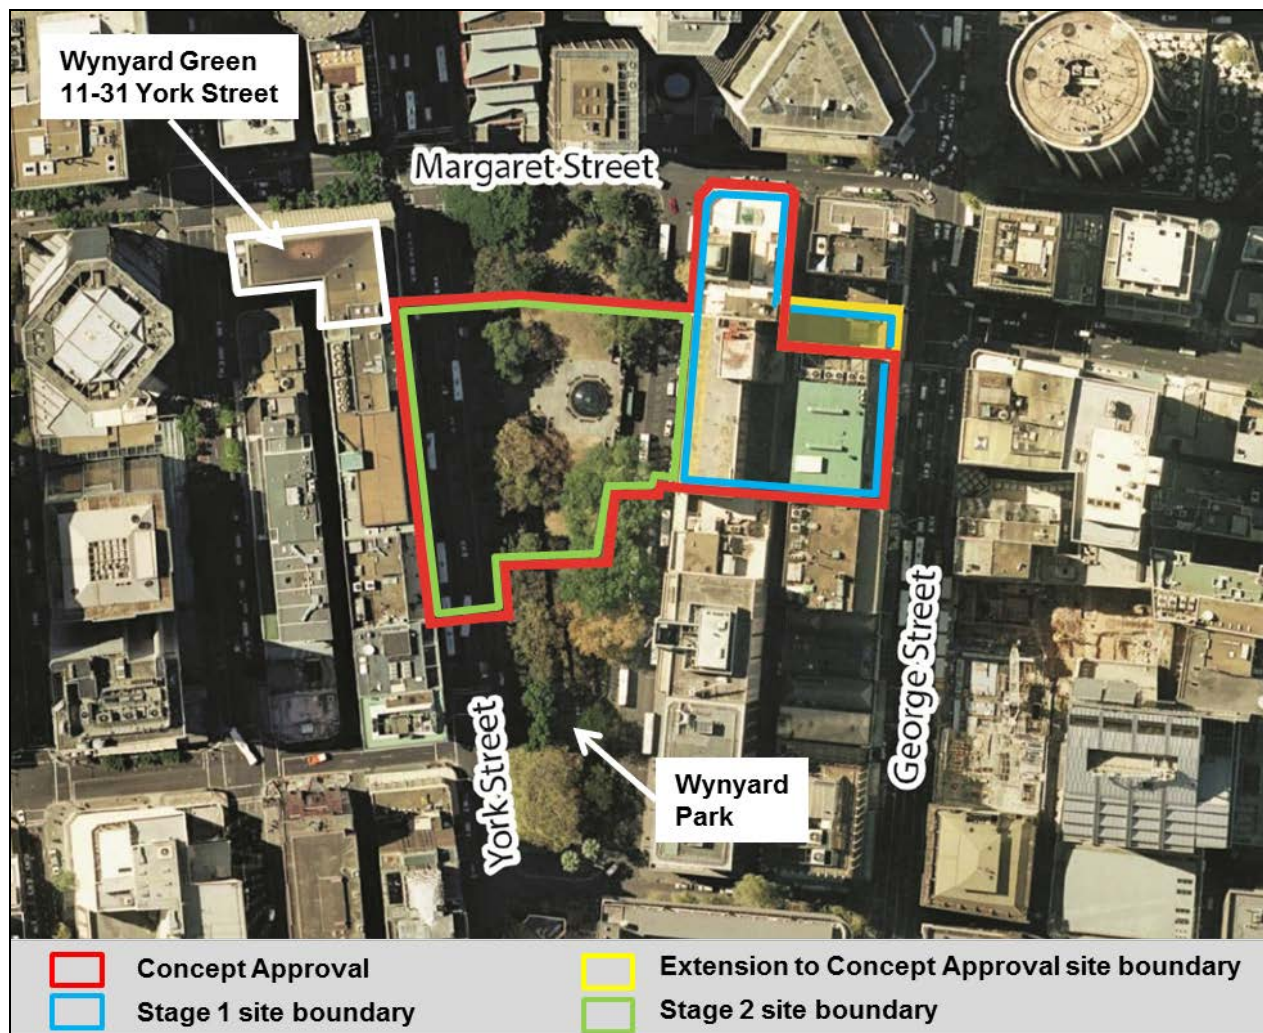 Wynyard Green
11-31 York Street
Margaret Street
George Street
York Street
Wynyard
Park
Concept Approval
Extension to Concept Approval site boundary
Stage 1 site boundary
Stage 2 site boundary